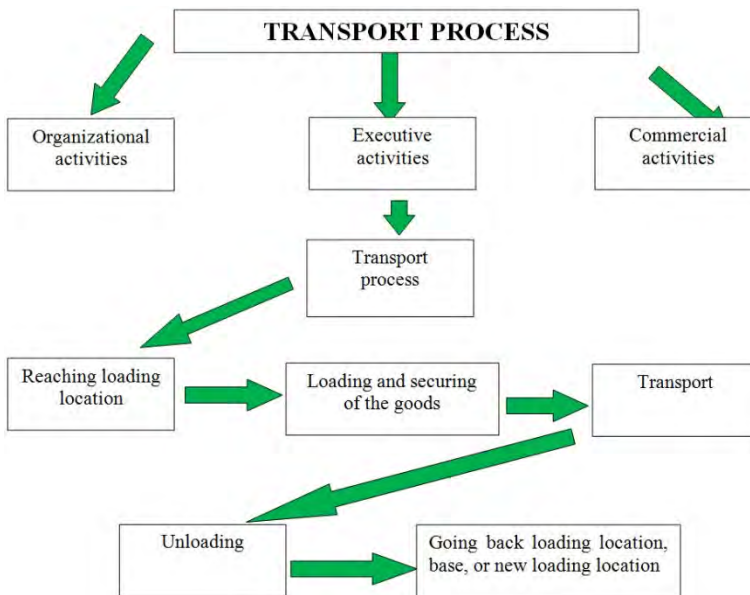 TRANSPORT PROCESS
Organizational
activities
Executive
activities
Commercial
activities
Transport
process
Reaching loading
location
Loading and securing
of the goods
Transport
Unloading
Going back loading location,
base, or new loading location